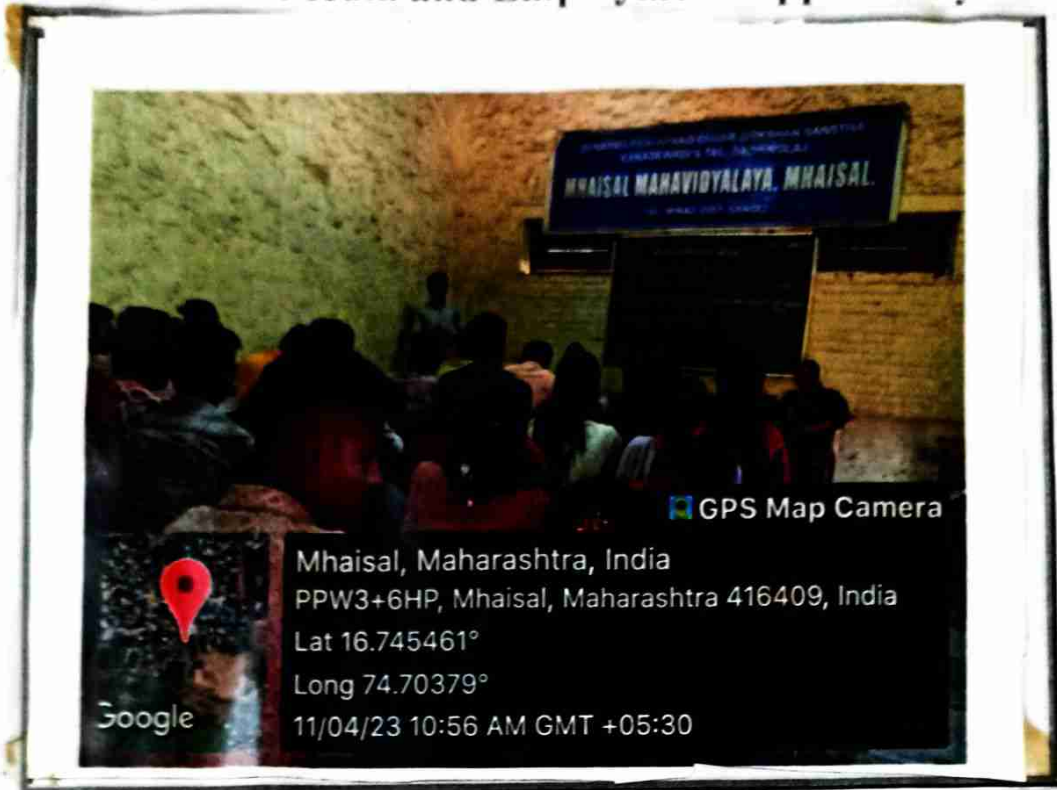 and
MHAISAL MAHAVIDYALAYA, MHAISAL.
GPS Map Camera
Mhaisal, Maharashtra, India
PPW3+6HP, Mhaisal, Maharashtra 416409, India
Lat 16.745461°
Long 74.70379°
Google
11/04/23 10:56 AM GMT +05:30